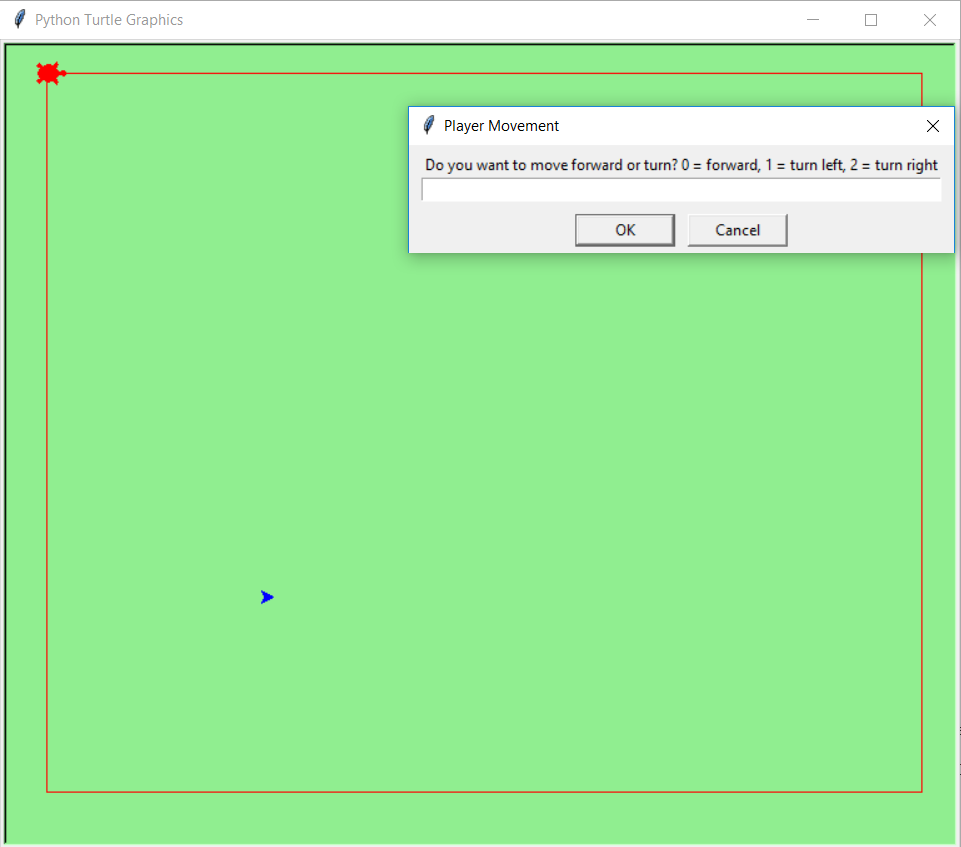 Python Turtle Graphics
Player Movement
Do you want to move forward or turn? 0 = forward, 1 = turn left, 2 = turn right
OK
Cancel